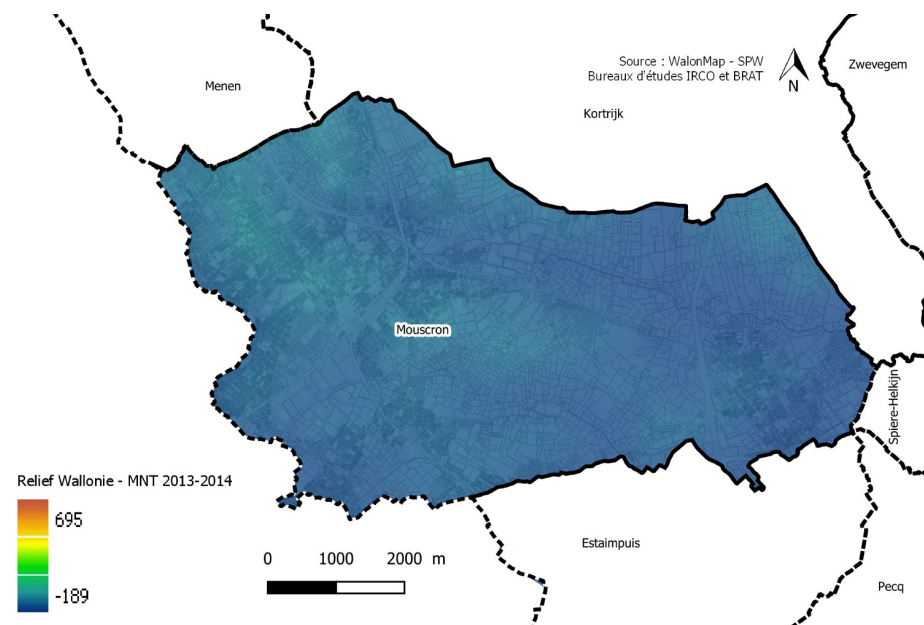 Source : WalonMap - SPW
Bureaux d'études IRCO et BRAT
N
Zwevegem
Menen
Kortrijk
Mouscron
Spiere-Helkijn
Relief Wallonie - MNT 2013-2014
695
-189
0 1000 2000 m
Estaimpuis
Pecq